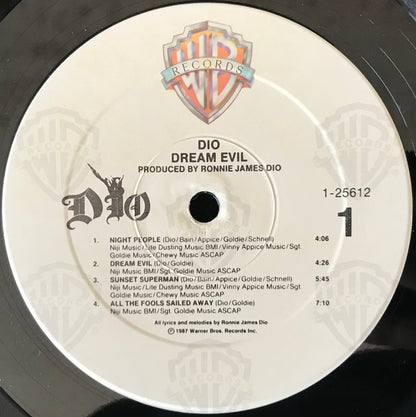 WB
RECORDS
DIO
DREAM EVIL
PRODUCED BY RONNIE JAMES DIO
DIO
1-25612
1
1. NIGHT PEOPLE (Dio/Bain/Appice/Goldie/Schnell) 4:06
Niji Music/Lite Dusting Music BMI/Vinny Appice Music/Sgt.
Goldie Music/Chewy Music ASCAP
2. DREAM EVIL (Dio/Goldie) 4:26
Niji Music BMI/Sgt. Goldie Music ASCAP
3. SUNSET SUPERMAN (Dio/Bain/Appice/Goldie/Schnell) 5:45
Niji Music/Lite Dusting Music BMI/Vinny Appice Music/Sgt.
Goldie Music/Chewy Music ASCAP
4. ALL THE FOOLS SAILED AWAY (Dio/Goldie) 7:10
Niji Music BMI/Sgt. Goldie Music ASCAP
All lyrics and melodies by Ronnie James Dio
℗ 1987 Warner Bros. Records Inc.